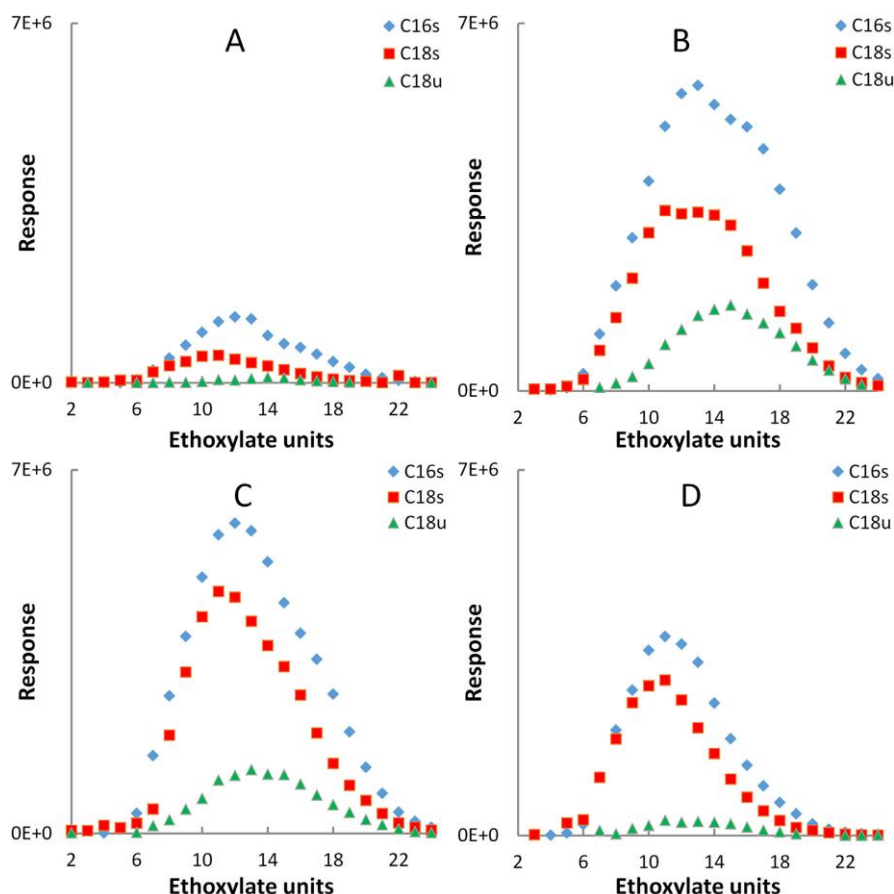 7E+6
A
C16s
C18s
C18u
Response
0E+0
2 6 10 14 18 22
Ethoxylate units
7E+6
B
C16s
C18s
C18u
Response
0E+0
2 6 10 14 18 22
Ethoxylate units
7E+6
C
C16s
C18s
C18u
Response
0E+0
2 6 10 14 18 22
Ethoxylate units
7E+6
D
C16s
C18s
C18u
Response
0E+0
2 6 10 14 18 22
Ethoxylate units